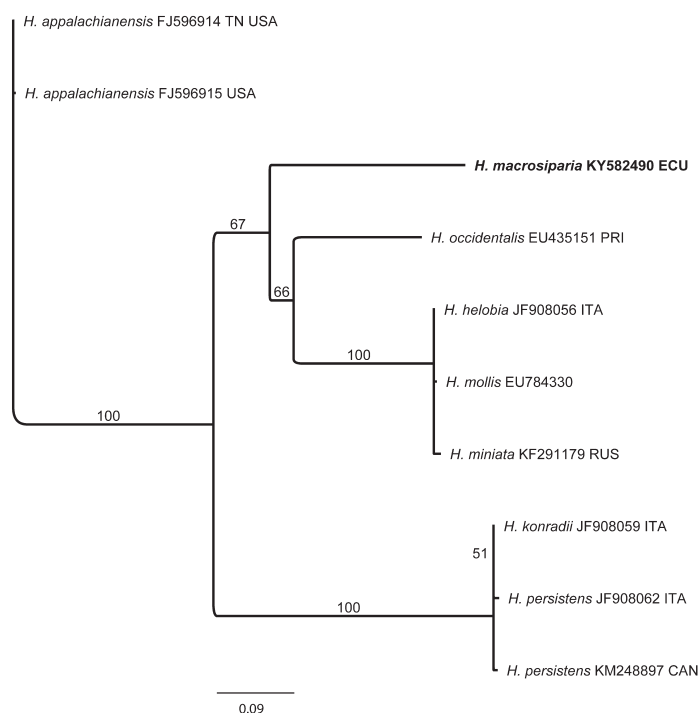 H. appalachianensis FJ596914 TN USA
H. appalachianensis FJ596915 USA
H. macrosiparia KY582490 ECU
67
H. occidentalis EU435151 PRI
66
H. helobia JF908056 ITA
100
H. mollis EU784330
100
H. miniata KF291179 RUS
H. konradii JF908059 ITA
51
H. persistens JF908062 ITA
100
H. persistens KM248897 CAN
0.09